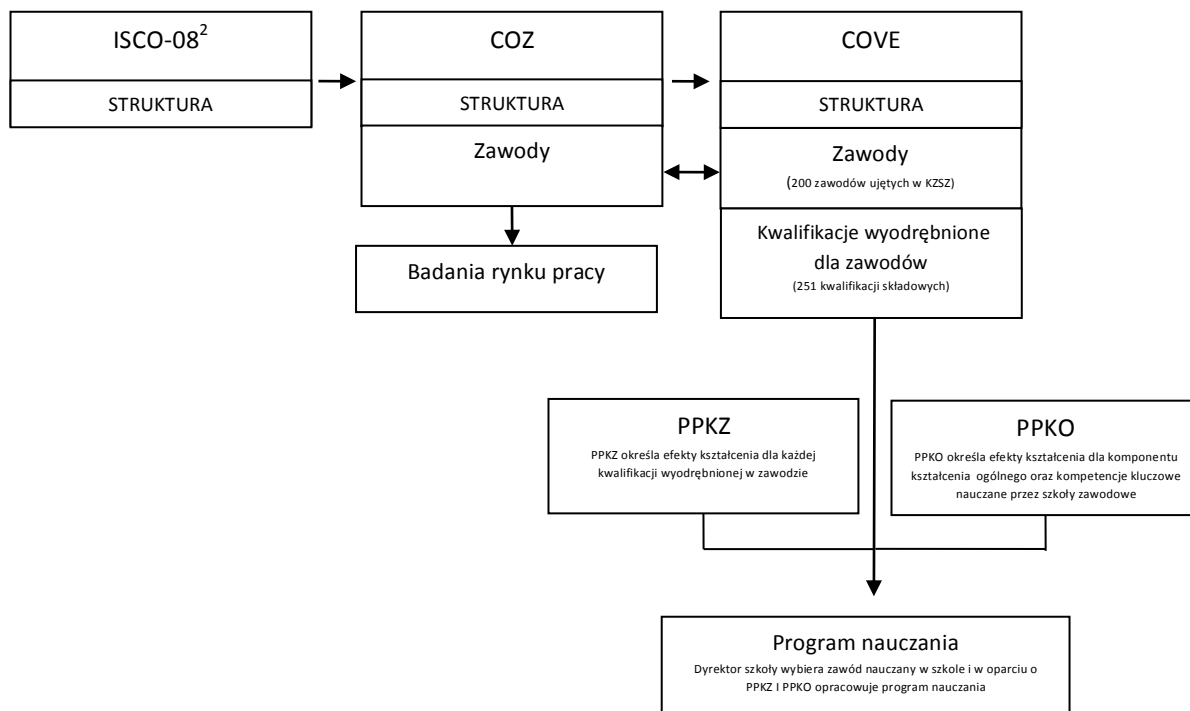 ISCO-08²
STRUKTURA
COZ
STRUKTURA
Zawody
Badania rynku pracy
COVE
STRUKTURA
Zawody
(200 zawodów ujętych w KZSZ)
Kwalifikacje wyodrębnione
dla zawodów
(251 kwalifikacji składowych)
PPKZ
PPKZ określa efekty kształcenia dla każdej
kwalifikacji wyodrębnionej w zawodzie
PPKO
PPKO określa efekty kształcenia dla komponentu
kształcenia ogólnego oraz kompetencje kluczowe
nauczane przez szkoły zawodowe
Program nauczania
Dyrektor szkoły wybiera zawód nauczany w szkole i w oparciu o
PPKZ I PPKO opracowuje program nauczania